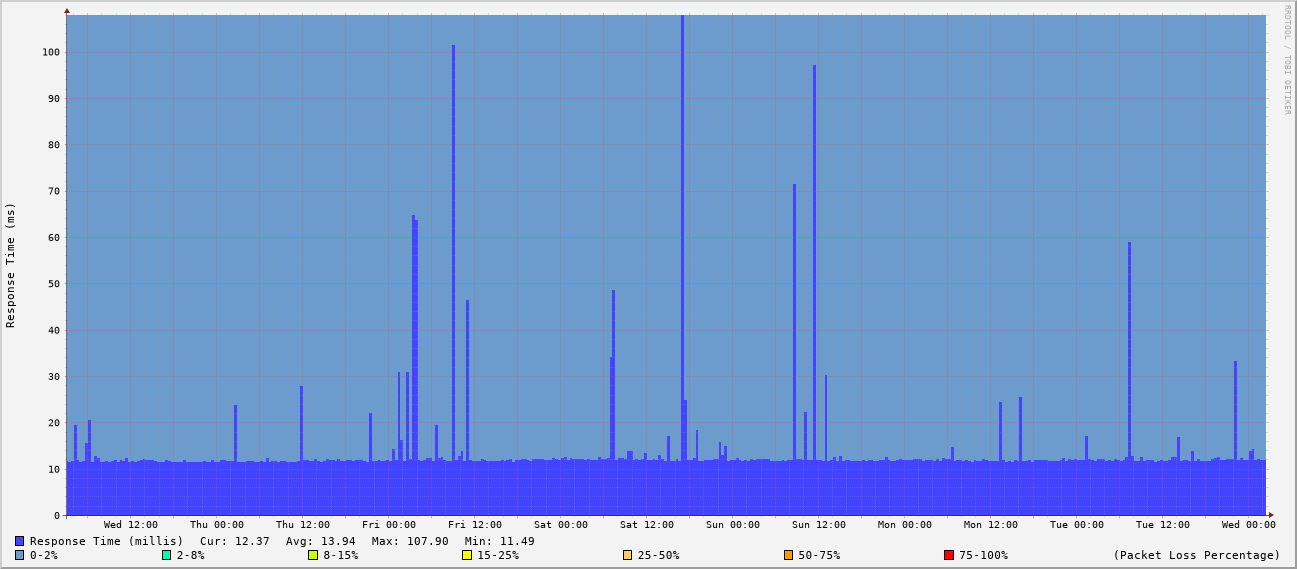 RRDTOOL / TOBI OETIKER
Response Time (ms)
100
90
80
70
60
50
40
30
20
10
0
Wed 12:00 Thu 00:00 Thu 12:00 Fri 00:00 Fri 12:00 Sat 00:00 Sat 12:00 Sun 00:00 Sun 12:00 Mon 00:00 Mon 12:00 Tue 00:00 Tue 12:00 Wed 00:00
Response Time (millis) Cur: 12.37 Avg: 13.94 Max: 107.90 Min: 11.49
0-2% 2-8% 8-15% 15-25% 25-50% 50-75% 75-100% (Packet Loss Percentage)